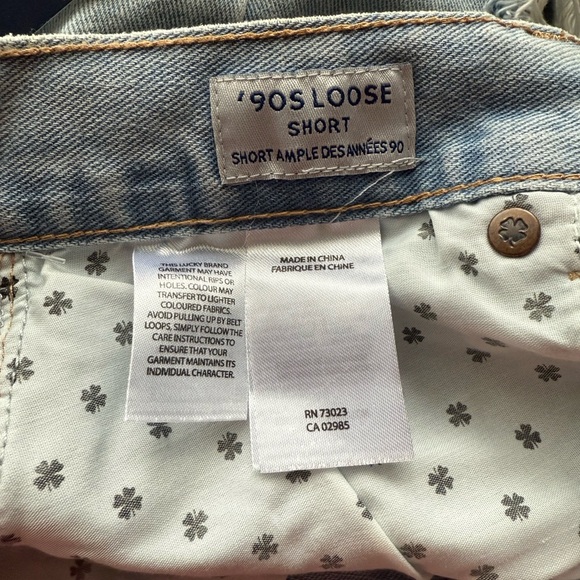 '90S LOOSE
SHORT
SHORT AMPLE DES ANNÉES 90
THIS LUCKY BRAND
GARMENT MAY HAVE
INTENTIONAL RIPS OR
HOLES. COLOUR MAY
TRANSFER TO LIGHTER
COLOURED FABRICS.
AVOID PULLING UP BY BELT
LOOPS, SIMPLY FOLLOW THE
CARE INSTRUCTIONS TO
ENSURE THAT YOUR
GARMENT MAINTAINS ITS
INDIVIDUAL CHARACTER.
MADE IN CHINA
FABRIQUE EN CHINE
RN 73023
CA 02985